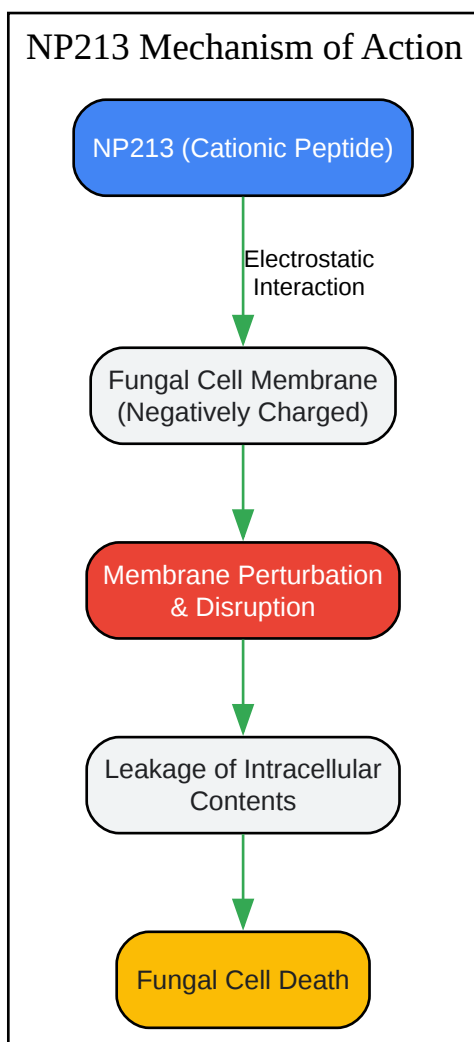 NP213 Mechanism of Action
NP213 (Cationic Peptide)
Electrostatic
Interaction
Fungal Cell Membrane
(Negatively Charged)
Membrane Perturbation
& Disruption
Leakage of Intracellular
Contents
Fungal Cell Death